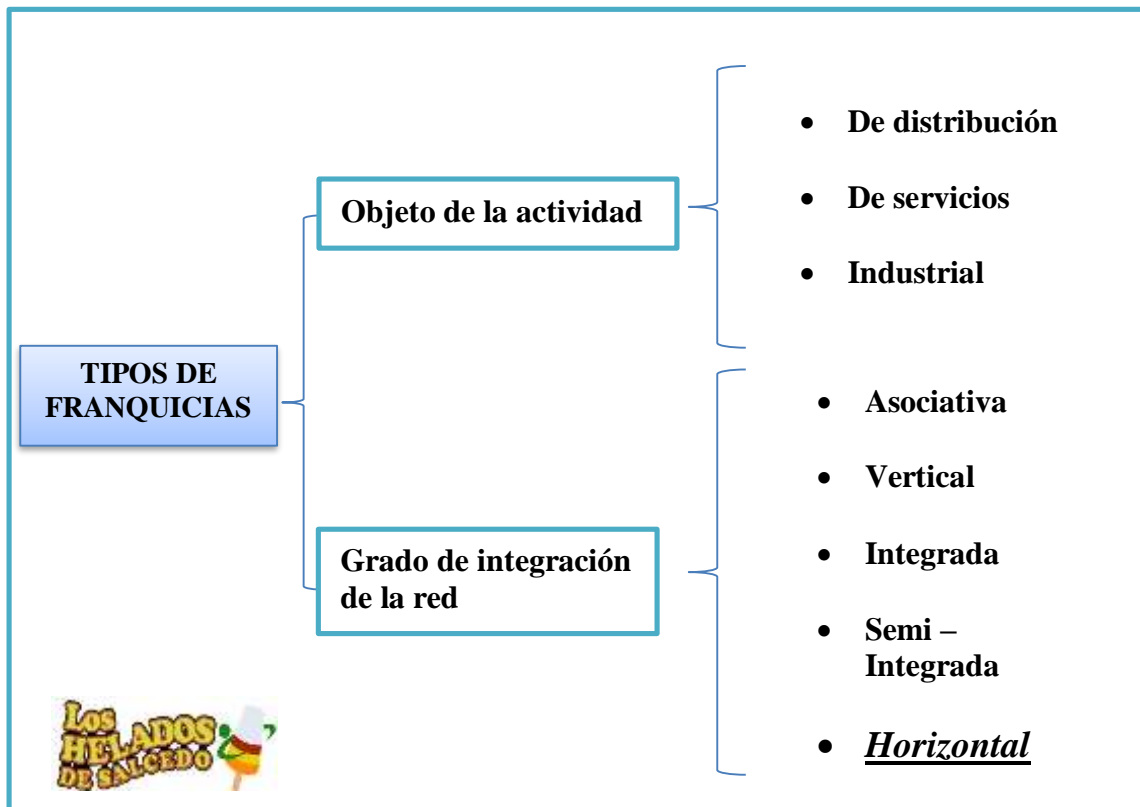 TIPOS DE
FRANQUICIAS
Objeto de la actividad
• De distribución
• De servicios
• Industrial
Grado de integración
de la red
• Asociativa
• Vertical
• Integrada
• Semi –
Integrada
• Horizontal
LOS
HELADOS
DE SALCEDO